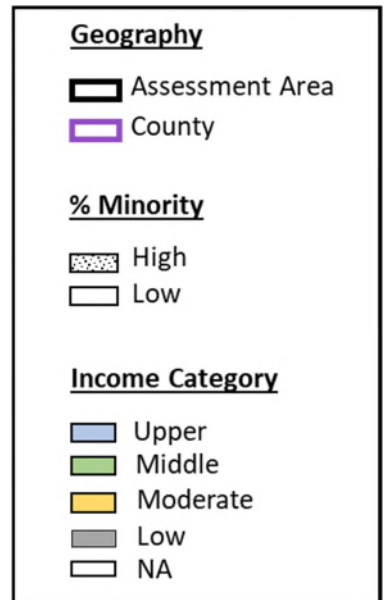 Geography
Assessment Area
County
% Minority
High
Low
Income Category
Upper
Middle
Moderate
Low
NA